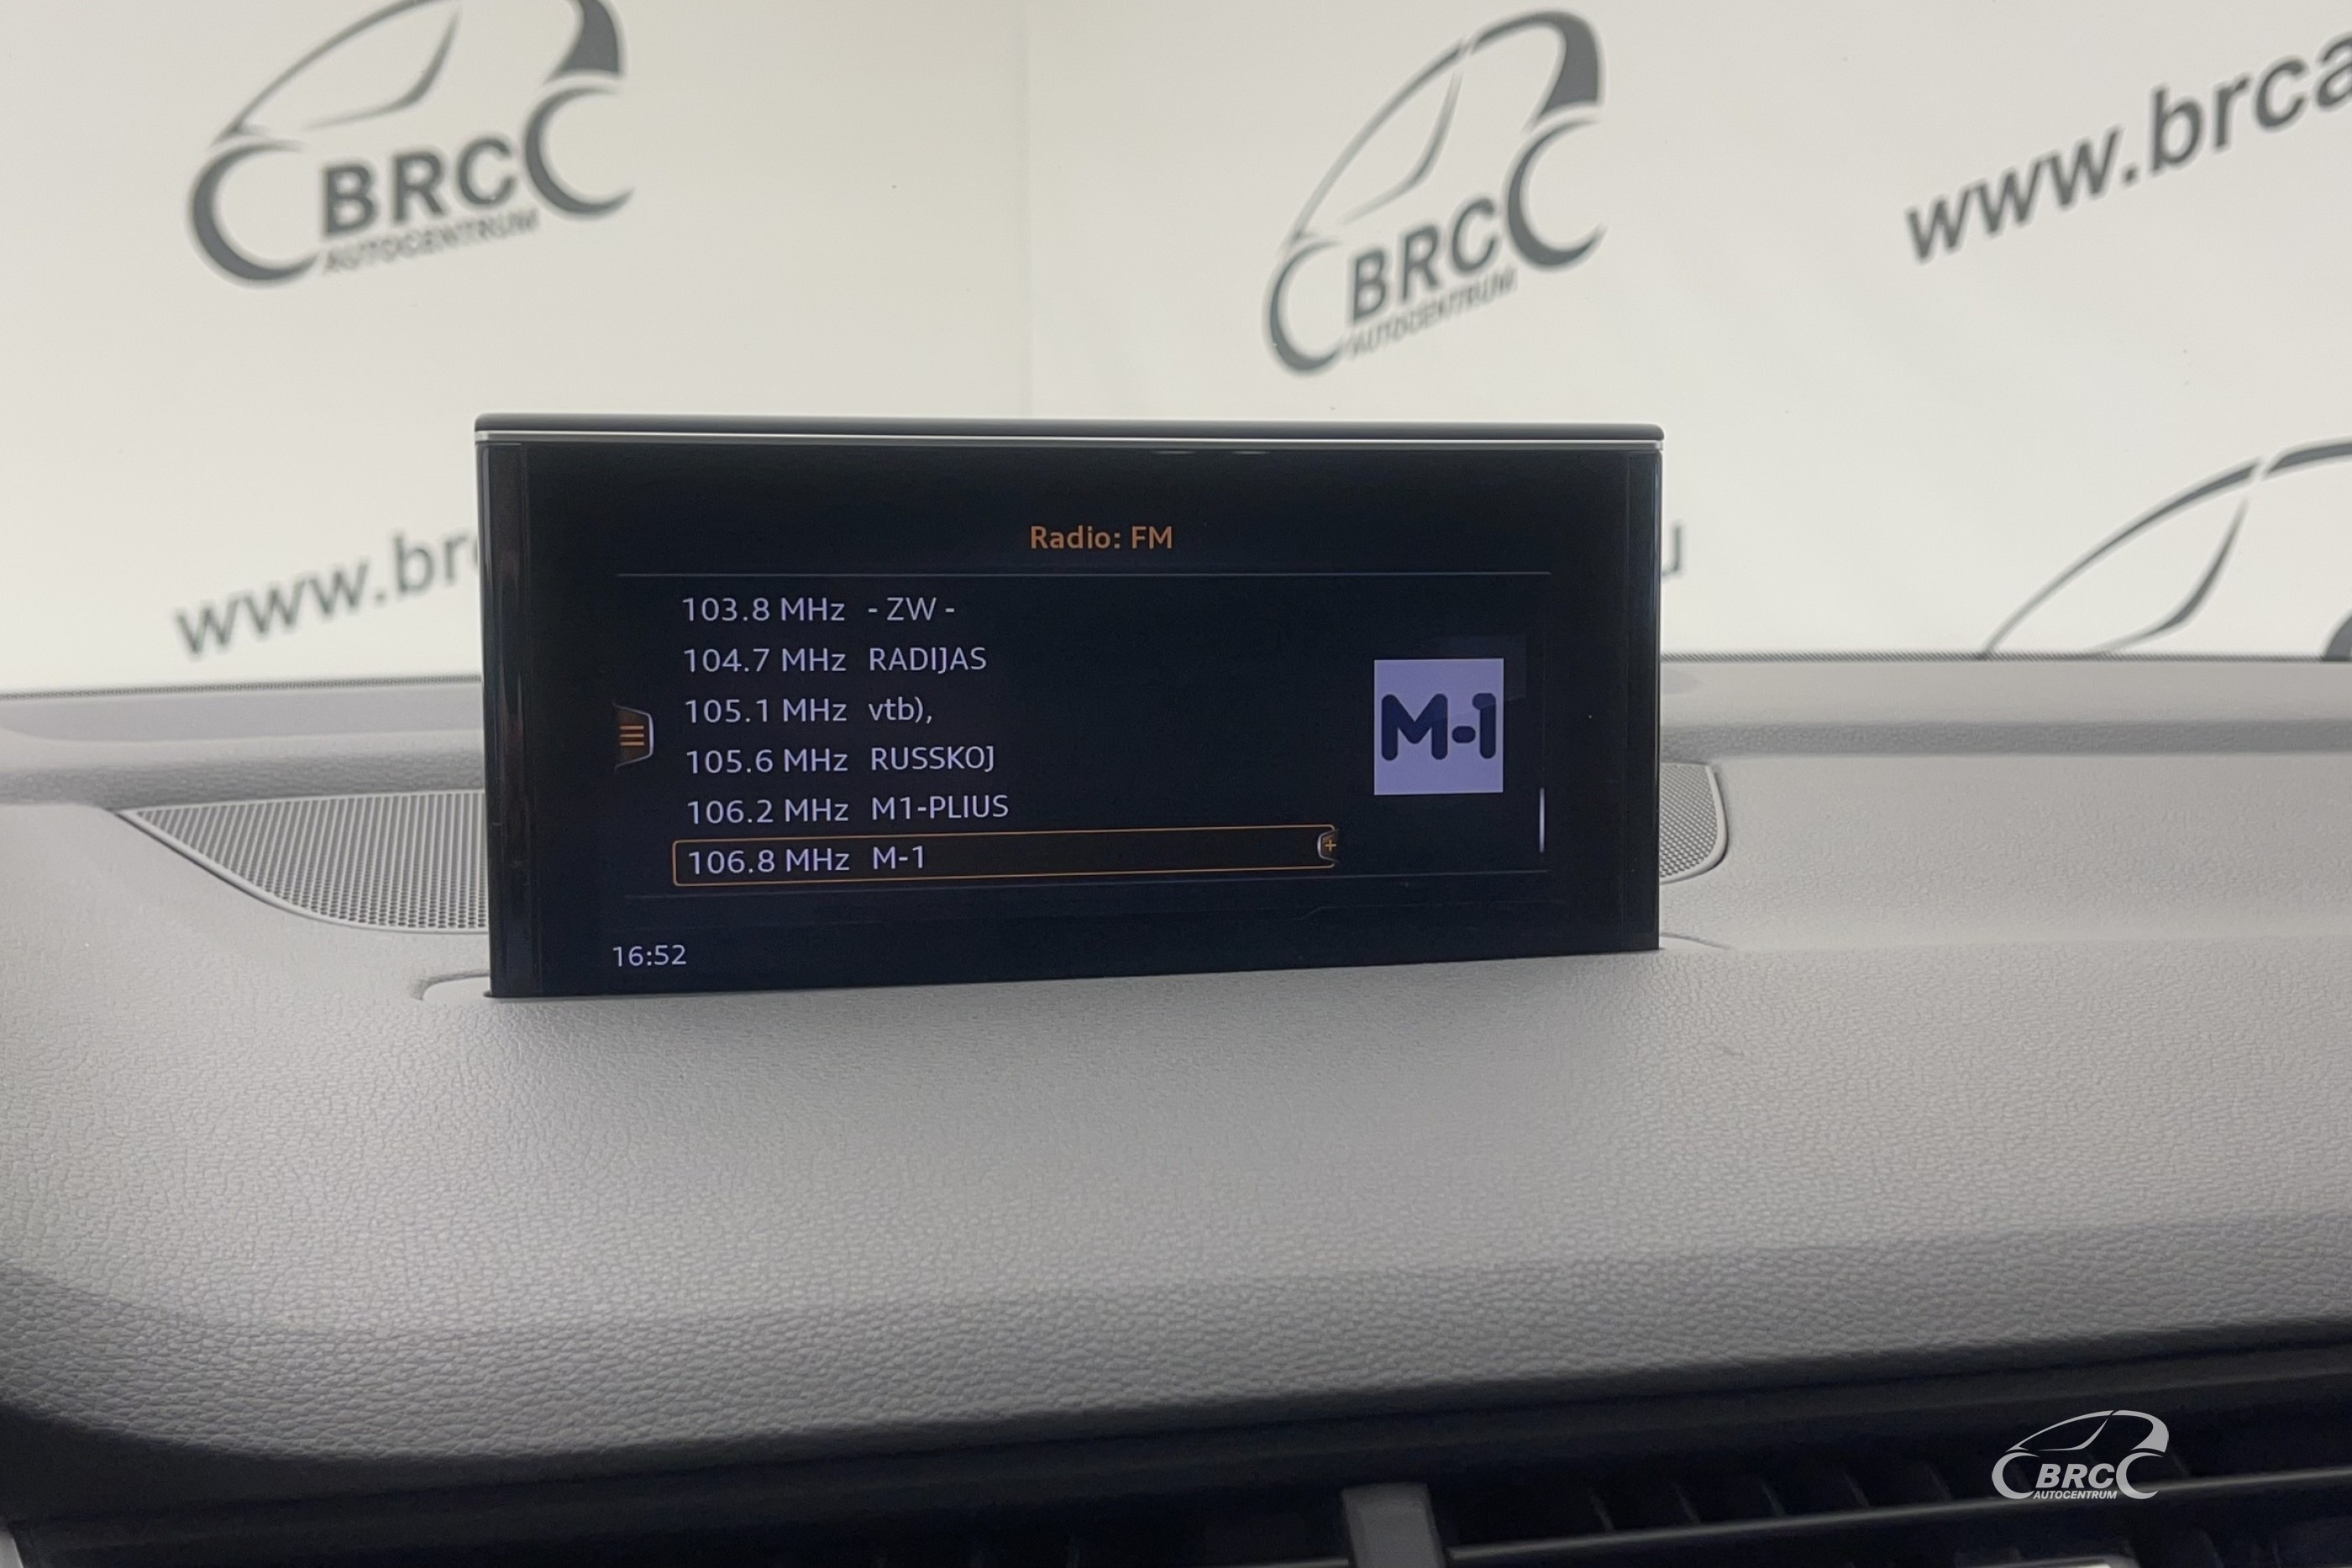 BRC
AUTOCENTRUM
BRC
AUTOCENTRUM
www.brca
www.br
u
Radio: FM
103.8 MHz - ZW -
104.7 MHz RADIJAS
105.1 MHz vtb),
105.6 MHz RUSSKOJ
106.2 MHz M1-PLIUS
106.8 MHz M-1
M-1
16:52
BRC
AUTOCENTRUM